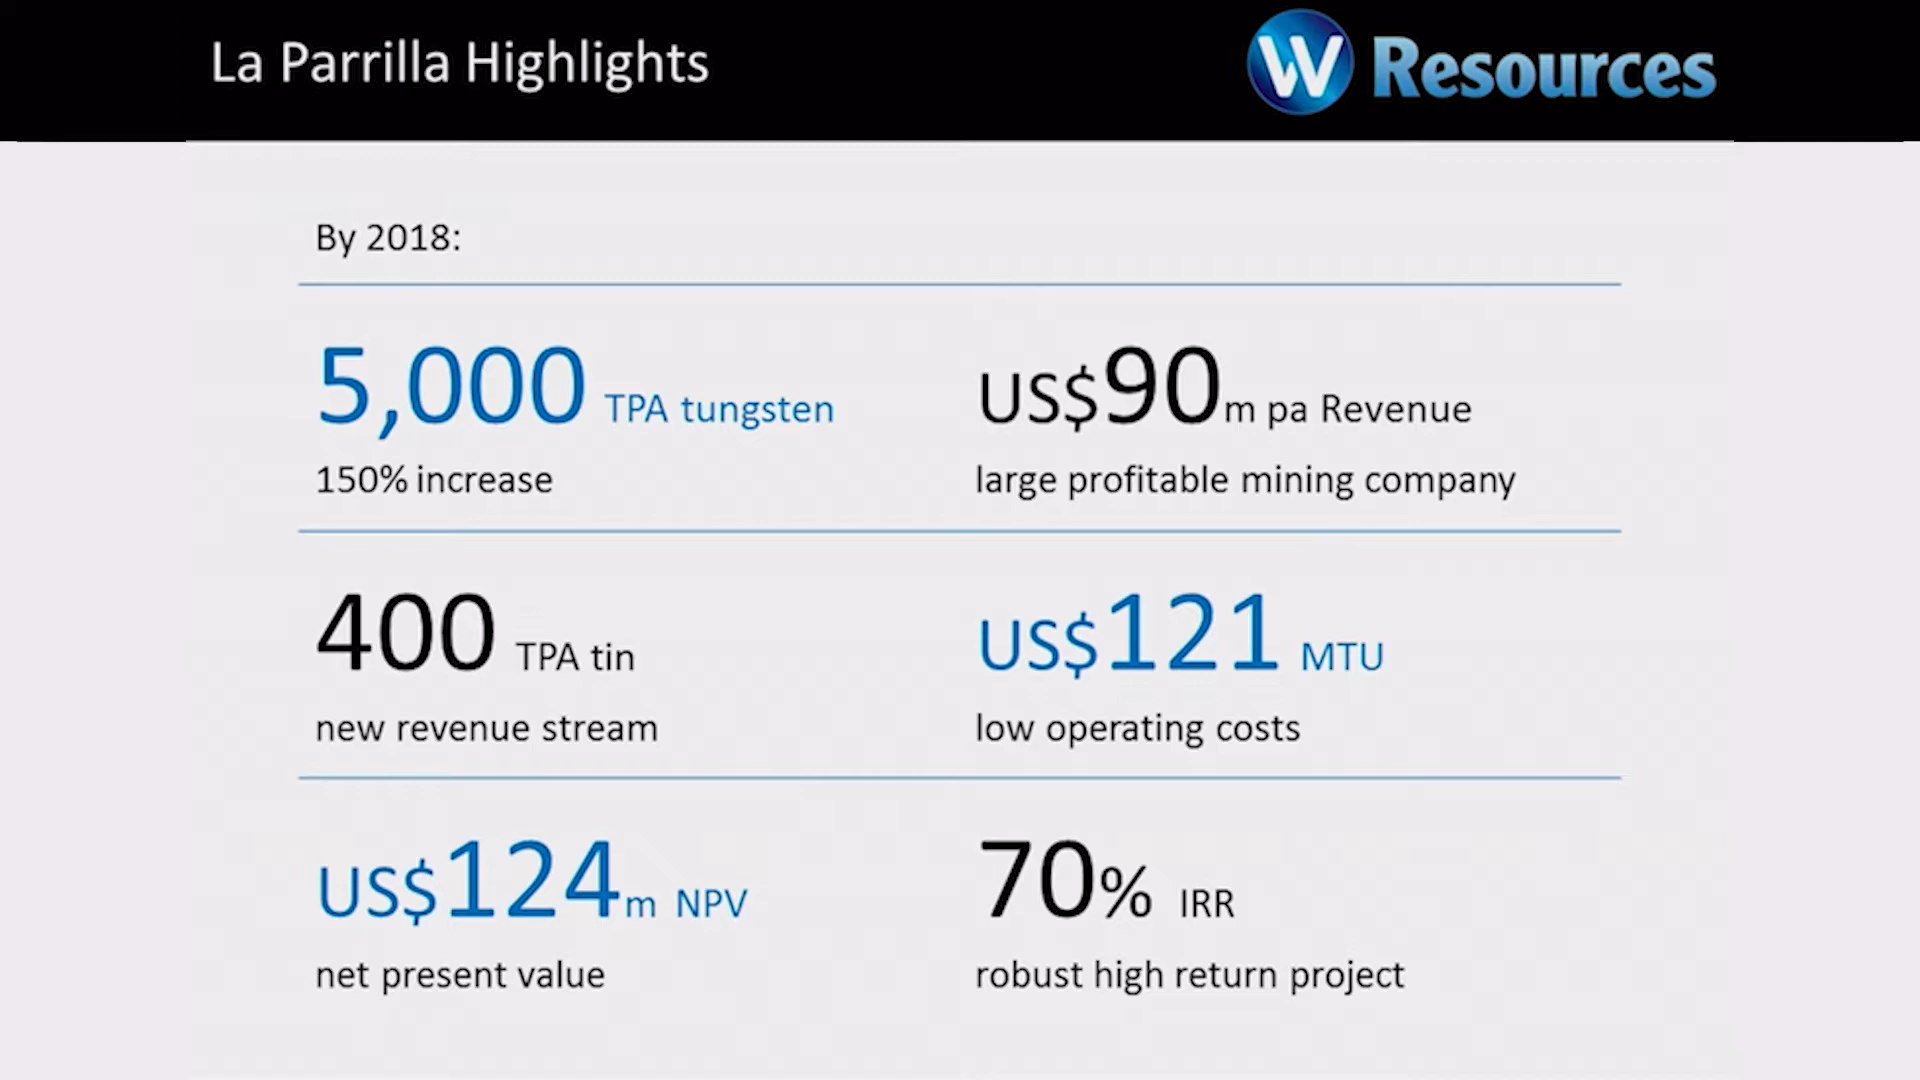 La Parrilla Highlights
W Resources
By 2018:
5,000 TPA tungsten
150% increase
US$90m pa Revenue
large profitable mining company
400 TPA tin
new revenue stream
US$121 MTU
low operating costs
US$124m NPV
net present value
70% IRR
robust high return project